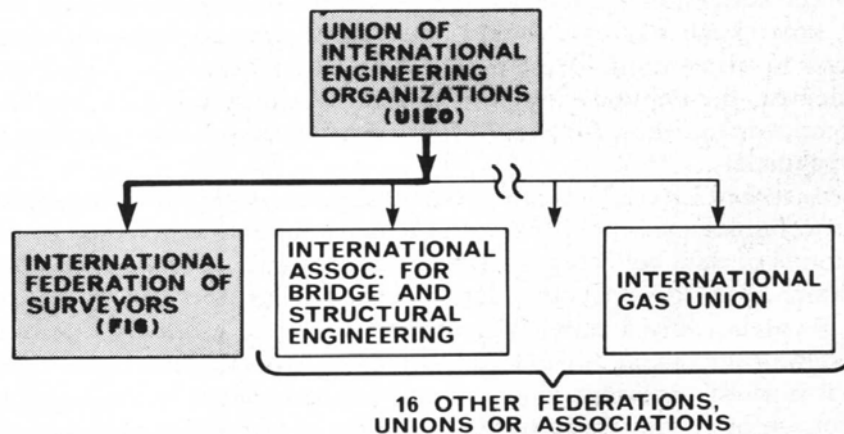 UNION OF
INTERNATIONAL
ENGINEERING
ORGANIZATIONS
(UIEO)
INTERNATIONAL
FEDERATION OF
SURVEYORS
(FIG)
INTERNATIONAL
ASSOC. FOR
BRIDGE AND
STRUCTURAL
ENGINEERING
INTERNATIONAL
GAS UNION
16 OTHER FEDERATIONS,
UNIONS OR ASSOCIATIONS